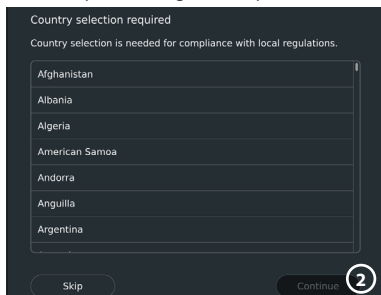 Country selection required
Country selection is needed for compliance with local regulations.
Afghanistan
Albania
Algeria
American Samoa
Andorra
Anguilla
Argentina
Skip
Continue
2